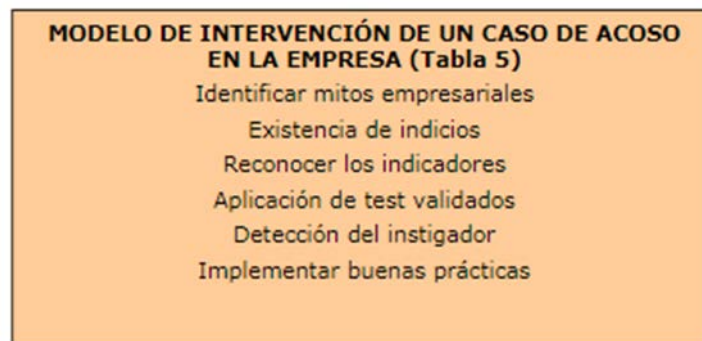 MODELO DE INTERVENCIÓN DE UN CASO DE ACOSO
EN LA EMPRESA (Tabla 5)
Identificar mitos empresariales
Existencia de indicios
Reconocer los indicadores
Aplicación de test validados
Detección del instigador
Implementar buenas prácticas